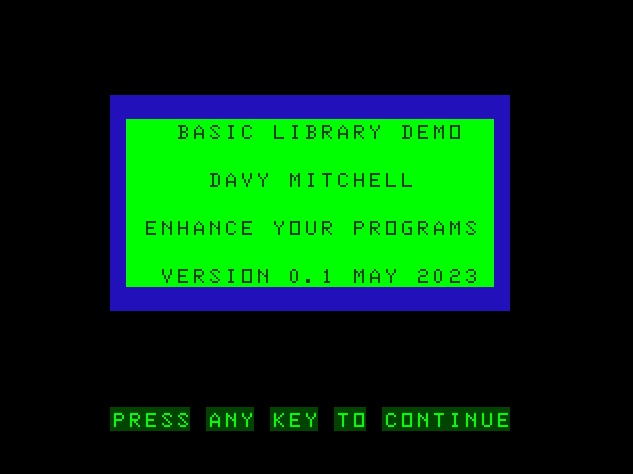 BASIC LIBRARY DEMO
DAVY MITCHELL
ENHANCE YOUR PROGRAMS
VERSION 0.1 MAY 2023
PRESS ANY KEY TO CONTINUE